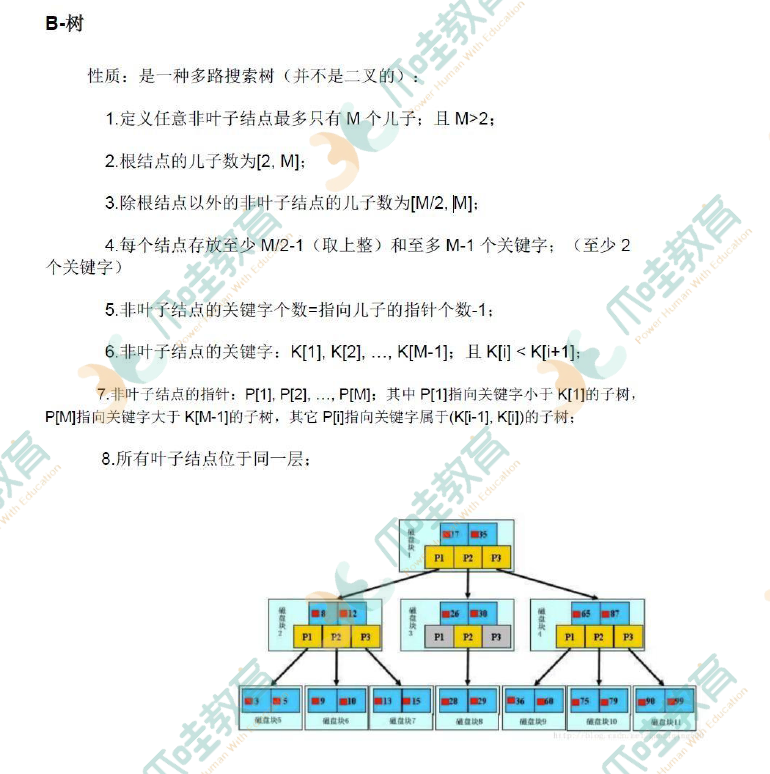 B-树
性质：是一种多路搜索树（并不是二叉的）：
1.定义任意非叶子结点最多只有 M 个儿子；且 M>2；
2.根结点的儿子数为[2, M]；
3.除根结点以外的非叶子结点的儿子数为[M/2, M]；
4.每个结点存放至少 M/2-1（取上整）和至多 M-1 个关键字；（至少 2
个关键字）
5.非叶子结点的关键字个数=指向儿子的指针个数-1；
6.非叶子结点的关键字：K[1], K[2], …, K[M-1]；且 K[i] < K[i+1]；
7.非叶子结点的指针：P[1], P[2], …, P[M]；其中 P[1]指向关键字小于 K[1]的子树，
P[M]指向关键字大于 K[M-1]的子树，其它 P[i]指向关键字属于(K[i-1], K[i])的子树；
8.所有叶子结点位于同一层；
磁盘块1 17 35
P1 P2 P3
磁盘块2 8 12 磁盘块3 26 30 磁盘块4 65 87
P1 P2 P3 P1 P2 P3 P1 P2 P3
3 5 9 10 13 15 28 29 36 60 75 79 90 99
磁盘块5 磁盘块6 磁盘块7 磁盘块8 磁盘块9 磁盘块10 磁盘块11
爪哇教育
Power Human With Education